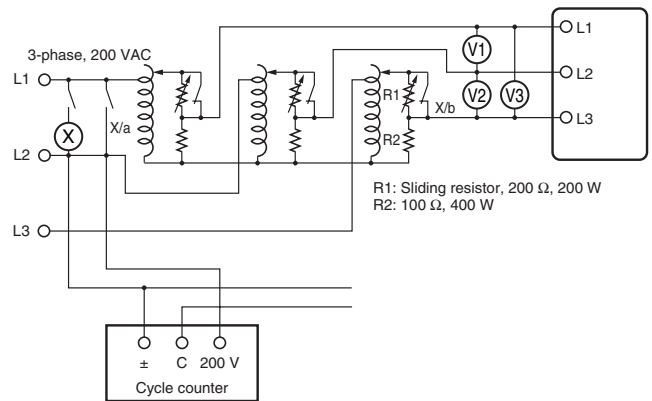 3-phase, 200 VAC
L1
L2
L3
X
X/a
R1
R2
X/b
V1
V2
V3
L1
L2
L3
R1: Sliding resistor, 200 Ω, 200 W
R2: 100 Ω, 400 W
± C 200 V
Cycle counter